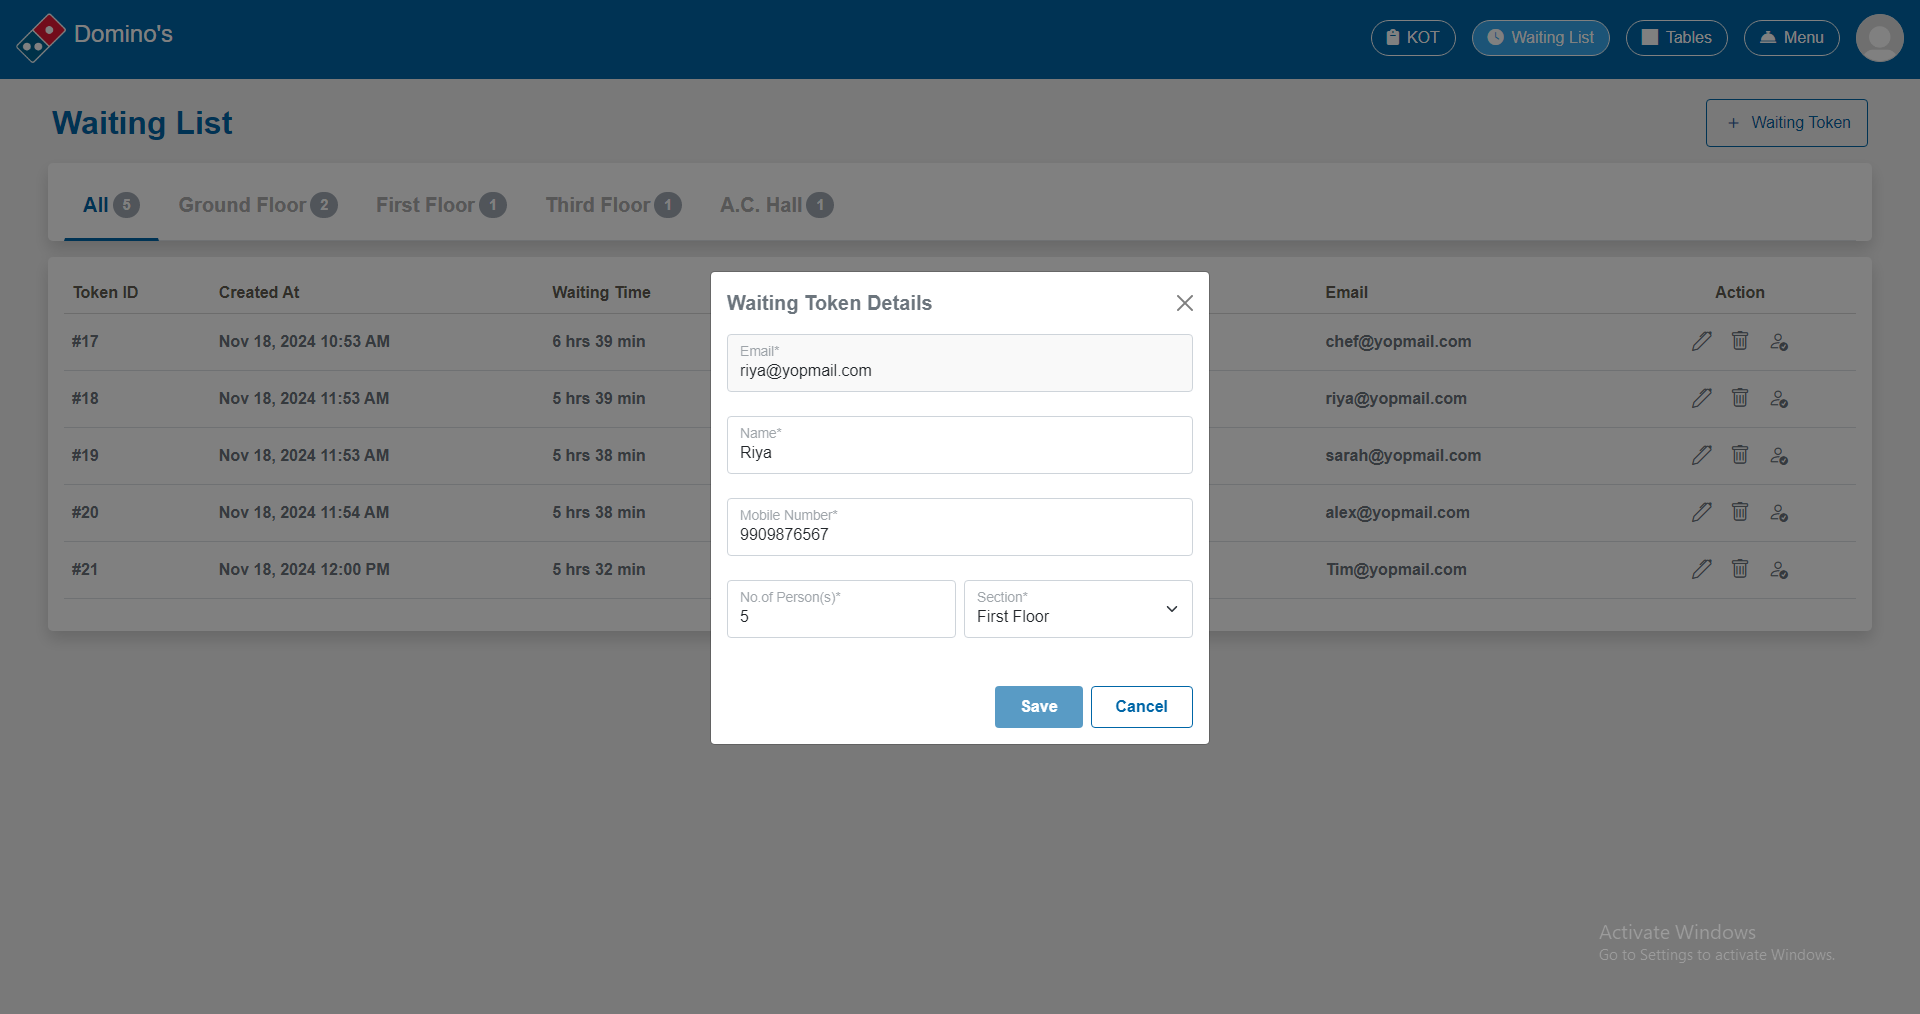 Domino's
KOT
Waiting List
Tables
Menu
Waiting List
+ Waiting Token
All 5
Ground Floor 2
First Floor 1
Third Floor 1
A.C. Hall 1
Token ID Created At Waiting Time Email Action
#17 Nov 18, 2024 10:53 AM 6 hrs 39 min chef@yopmail.com
#18 Nov 18, 2024 11:53 AM 5 hrs 39 min riya@yopmail.com
#19 Nov 18, 2024 11:53 AM 5 hrs 38 min sarah@yopmail.com
#20 Nov 18, 2024 11:54 AM 5 hrs 38 min alex@yopmail.com
#21 Nov 18, 2024 12:00 PM 5 hrs 32 min Tim@yopmail.com
Waiting Token Details
Email*
riya@yopmail.com
Name*
Riya
Mobile Number*
9909876567
No.of Person(s)*
5
Section*
First Floor
Save
Cancel
Activate Windows
Go to Settings to activate Windows.